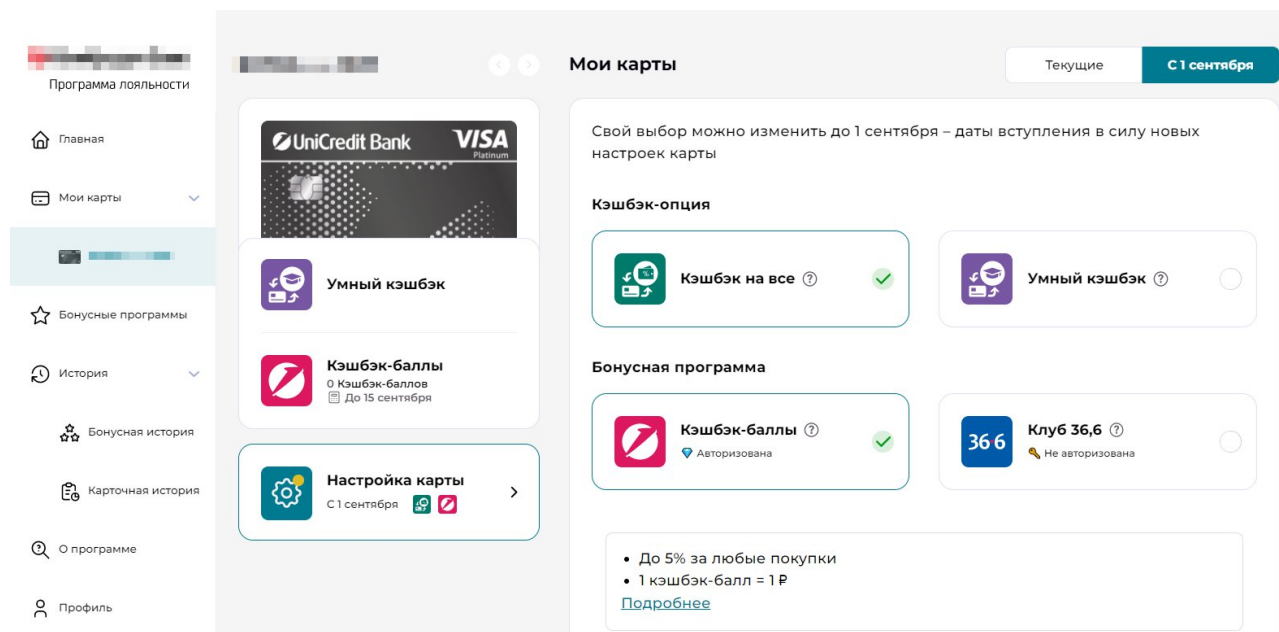 Программа лояльности
Главная
Мои карты
Бонусные программы
История
Бонусная история
Карточная история
О программе
Профиль
UniCredit Bank
VISA
Platinum
Умный кэшбэк
Кэшбэк-баллы
0 Кэшбэк-баллов
До 15 сентября
Настройка карты
С 1 сентября
Мои карты
Текущие
С 1 сентября
Свой выбор можно изменить до 1 сентября – даты вступления в силу новых
настроек карты
Кэшбэк-опция
Кэшбэк на все
Умный кэшбэк
Бонусная программа
Кэшбэк-баллы
Авторизована
36,6
Клуб 36,6
Не авторизована
• До 5% за любые покупки
• 1 кэшбэк-балл = 1 ₽
Подробнее